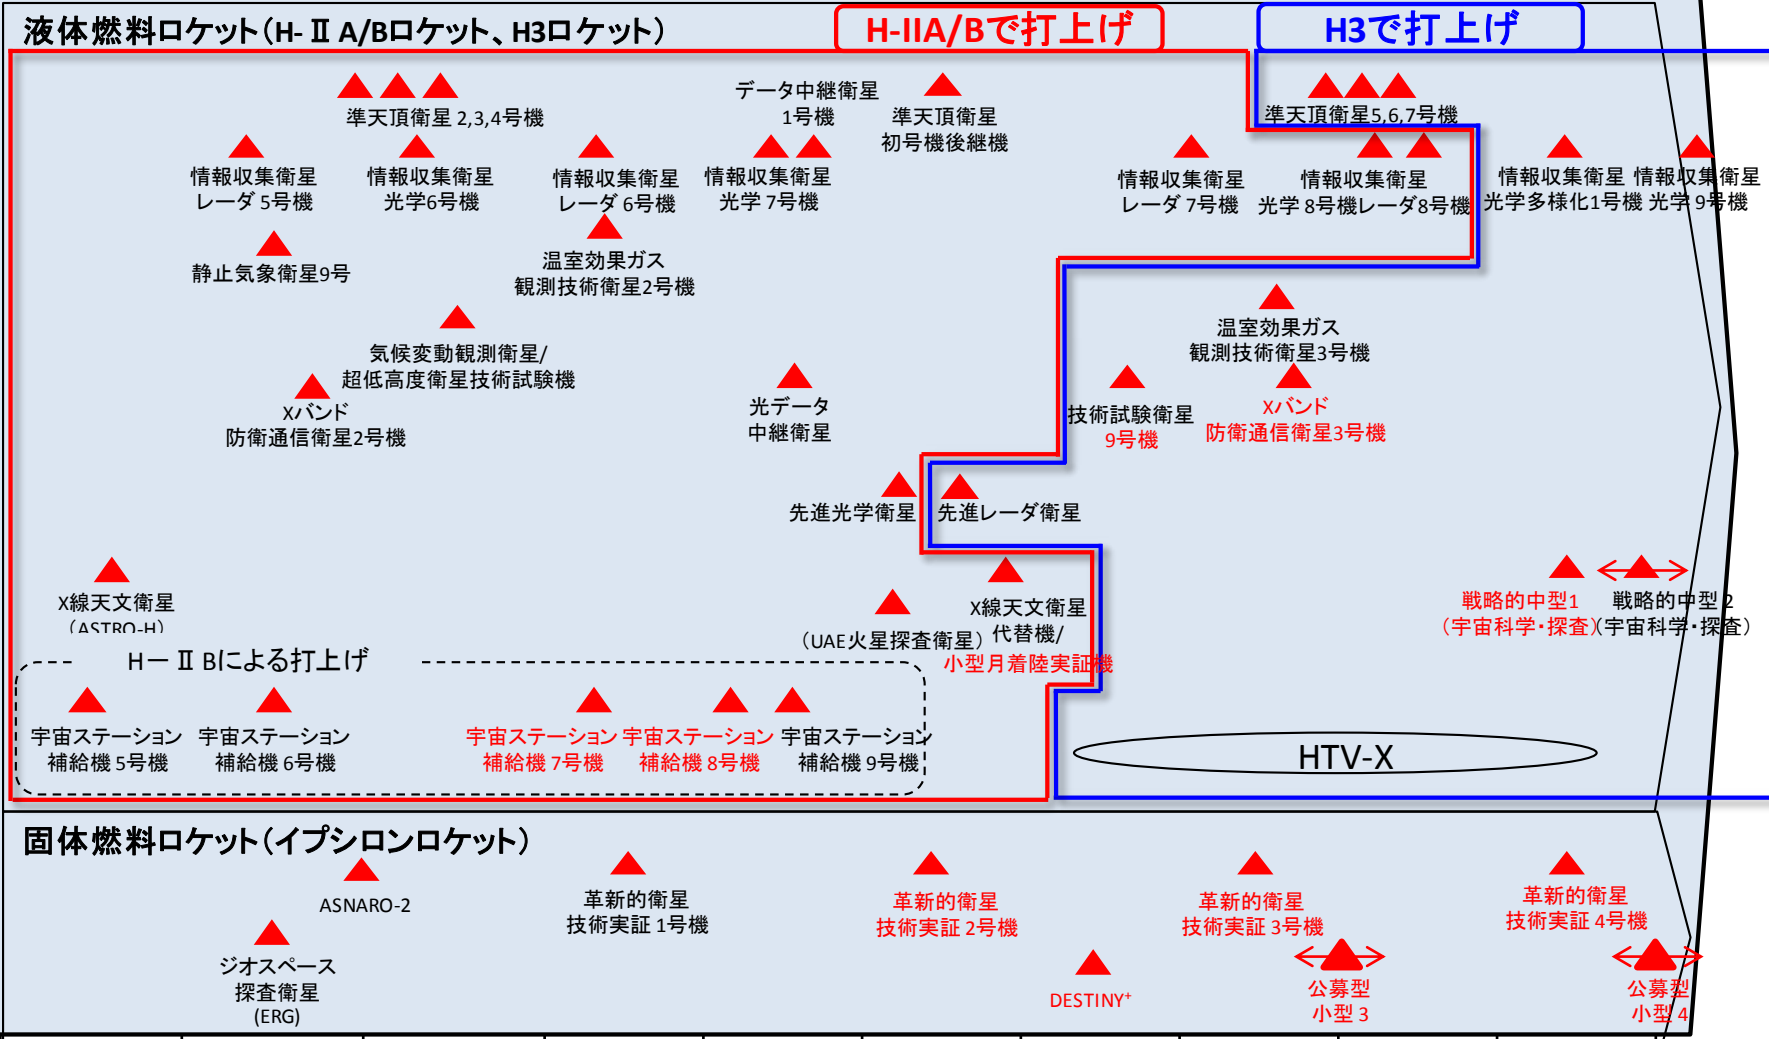 液体燃料ロケット(H-ⅡA/Bロケット、H3ロケット)
H-IIA/Bで打上げ
H3で打上げ
準天頂衛星 2,3,4号機
データ中継衛星
1号機
準天頂衛星
初号機後継機
準天頂衛星5,6,7号機
情報収集衛星
レーダ 5号機
情報収集衛星
光学6号機
情報収集衛星
レーダ 6号機
情報収集衛星
光学 7号機
情報収集衛星
レーダ 7号機
情報収集衛星
光学 8号機レーダ8号機
情報収集衛星
光学多様化1号機
情報収集衛星
光学 9号機
静止気象衛星9号
温室効果ガス
観測技術衛星2号機
温室効果ガス
観測技術衛星3号機
気候変動観測衛星/
超低高度衛星技術試験機
Xバンド
防衛通信衛星2号機
光データ
中継衛星
技術試験衛星
9号機
Xバンド
防衛通信衛星3号機
先進光学衛星
先進レーダ衛星
X線天文衛星
(ASTRO-H)
(UAE火星探査衛星)
X線天文衛星
代替機/
小型月着陸実証機
戦略的中型1
(宇宙科学・探査)
戦略的中型 2
(宇宙科学・探査)
H-ⅡBによる打上げ
宇宙ステーション
補給機 5号機
宇宙ステーション
補給機 6号機
宇宙ステーション
補給機 7号機
宇宙ステーション
補給機 8号機
宇宙ステーション
補給機 9号機
HTV-X
固体燃料ロケット(イプシロンロケット)
ASNARO-2
革新的衛星
技術実証 1号機
革新的衛星
技術実証 2号機
革新的衛星
技術実証 3号機
革新的衛星
技術実証 4号機
ジオスペース
探査衛星
(ERG)
DESTINY+
公募型
小型 3
公募型
小型 4